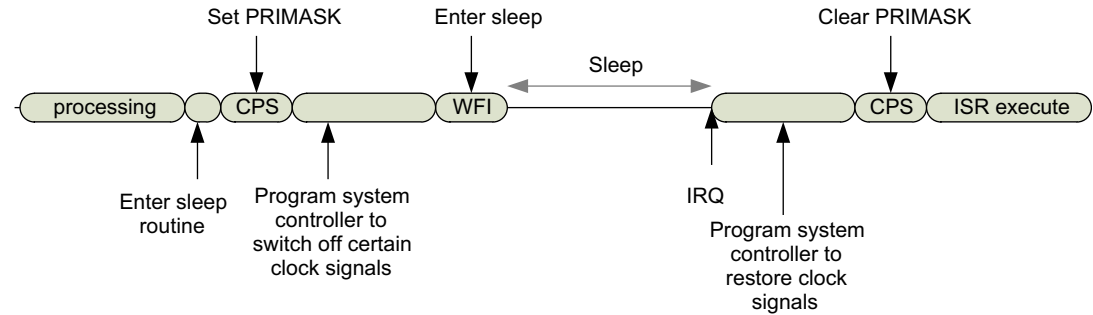 Set PRIMASK
Enter sleep
Clear PRIMASK
Sleep
processing
CPS
WFI
CPS
ISR execute
Enter sleep
routine
Program system
controller to
switch off certain
clock signals
IRQ
Program system
controller to
restore clock
signals